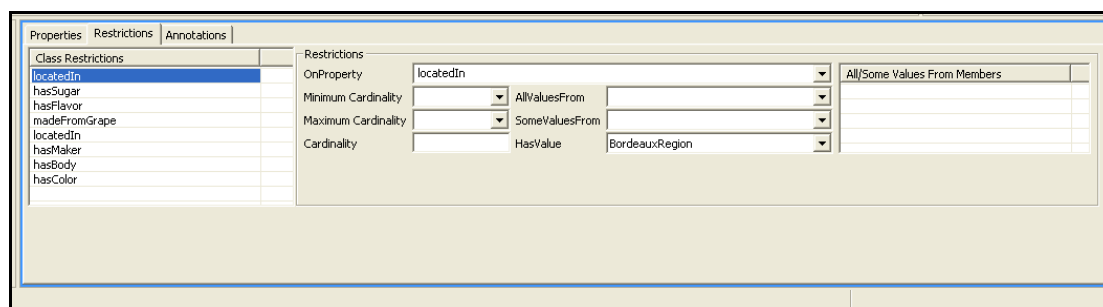 Properties Restrictions Annotations
Class Restrictions
locatedIn
hasSugar
hasFlavor
madeFromGrape
locatedIn
hasMaker
hasBody
hasColor
Restrictions
OnProperty locatedIn
Minimum Cardinality AllValuesFrom
Maximum Cardinality SomeValuesFrom
Cardinality HasValue BordeauxRegion
All/Some Values From Members